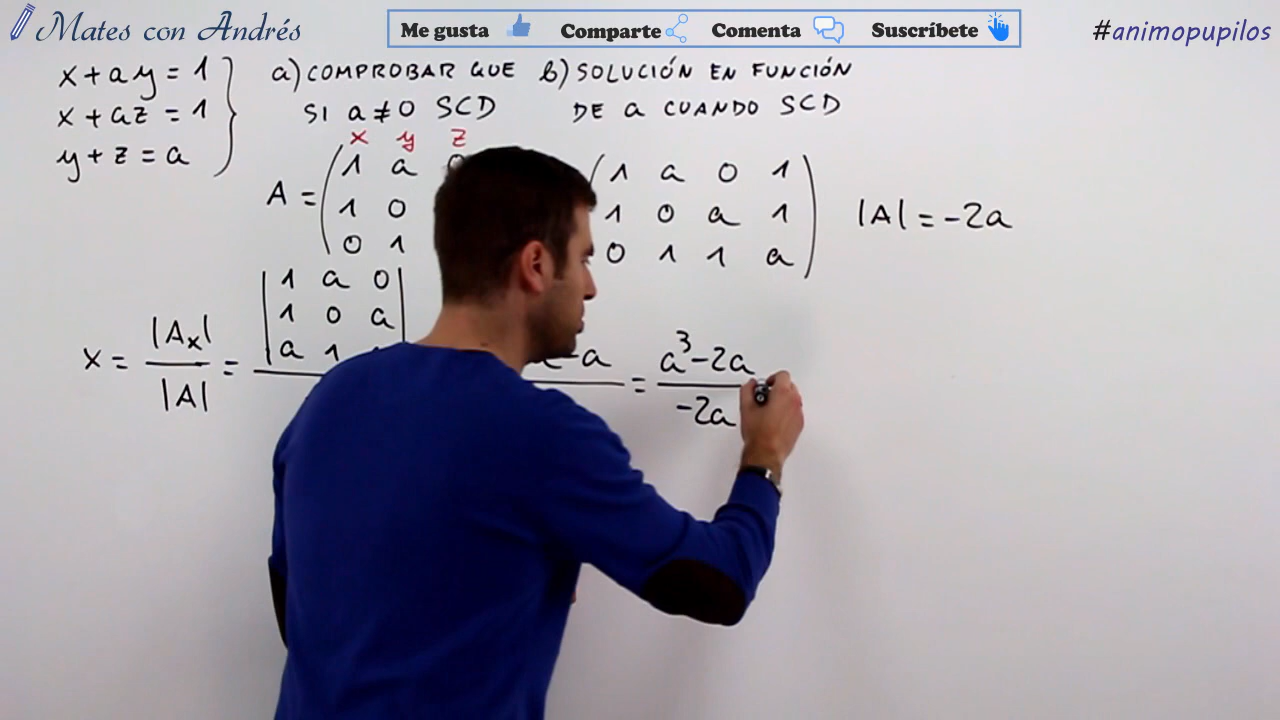 Mates con Andrés
Me gusta Comparte Comenta Suscríbete
#animopupilos
x + ay = 1
x + az = 1
y + z = a
a) COMPROBAR QUE
SI a ≠ 0 SCD
b) SOLUCIÓN EN FUNCIÓN
DE a CUANDO SCD
x y z
A = 1 a
1 0
0 1
1 a 0 1
1 0 a 1
0 1 1 a
|A| = -2a
x = |Ax| / |A| =
1 a 0
1 0 a
a 1
-a
= a³-2a / -2a